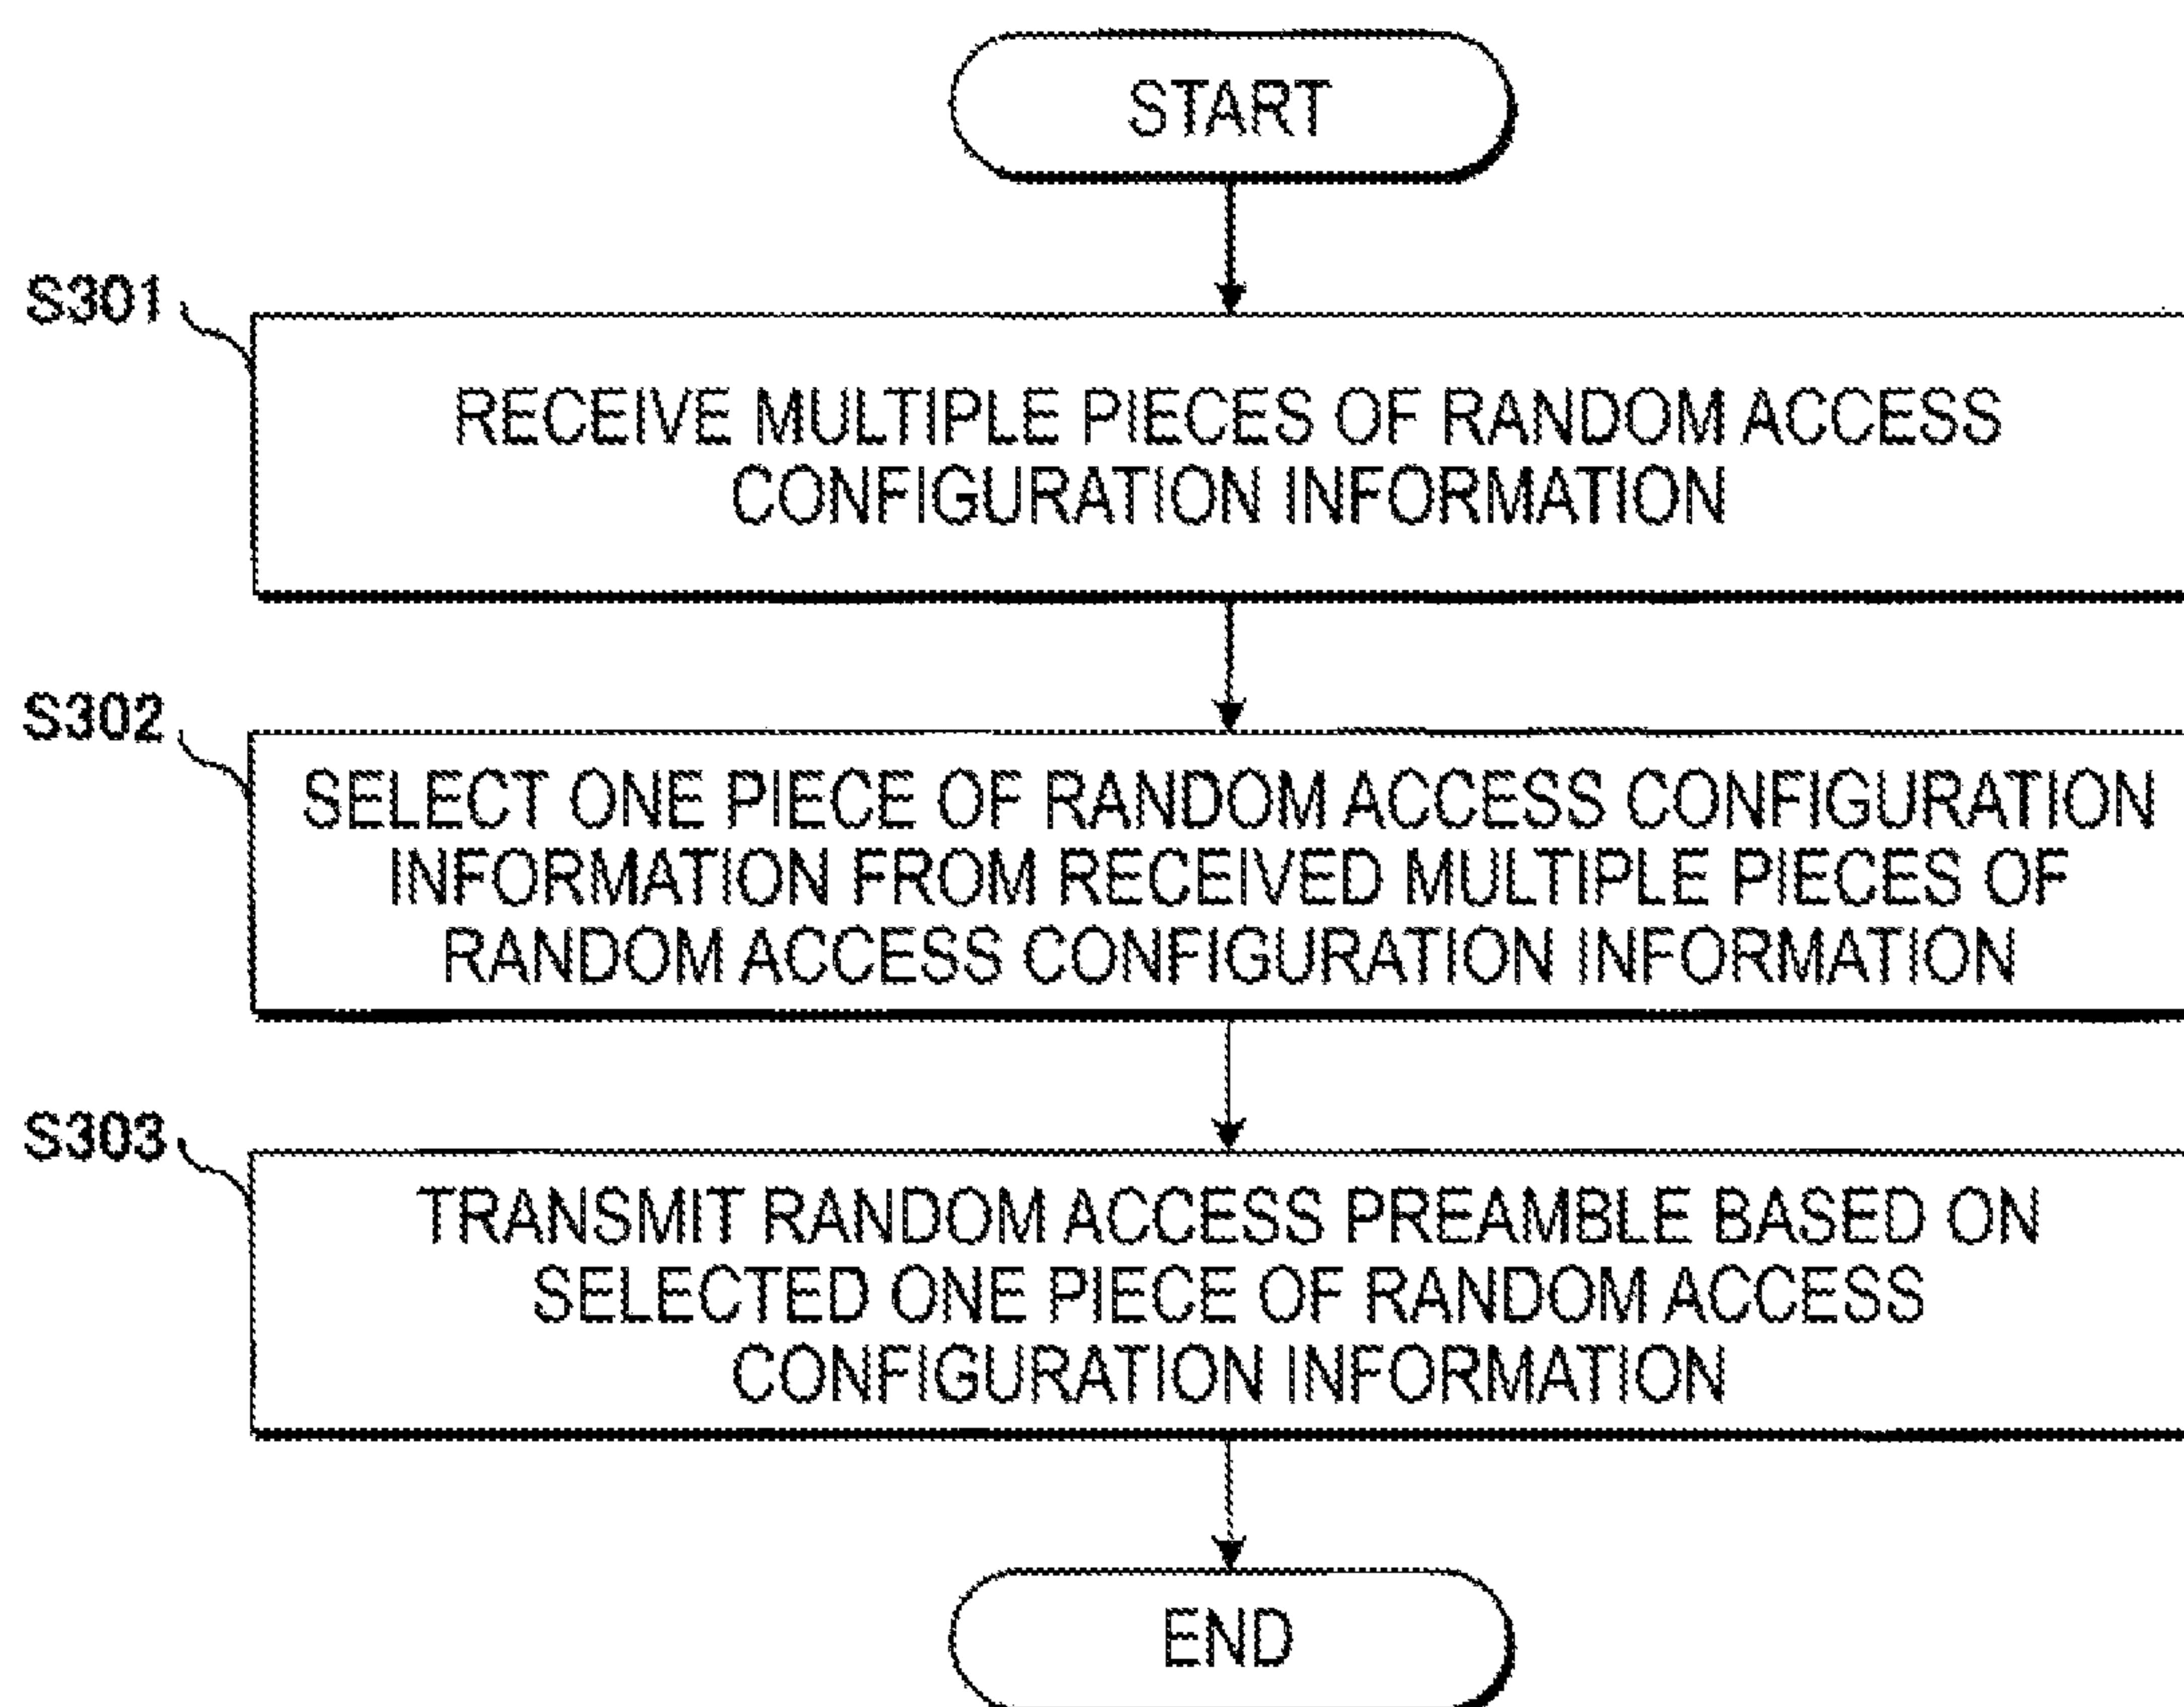 START
S301
RECEIVE MULTIPLE PIECES OF RANDOM ACCESS
CONFIGURATION INFORMATION
S302
SELECT ONE PIECE OF RANDOM ACCESS CONFIGURATION
INFORMATION FROM RECEIVED MULTIPLE PIECES OF
RANDOM ACCESS CONFIGURATION INFORMATION
S303
TRANSMIT RANDOM ACCESS PREAMBLE BASED ON
SELECTED ONE PIECE OF RANDOM ACCESS
CONFIGURATION INFORMATION
END